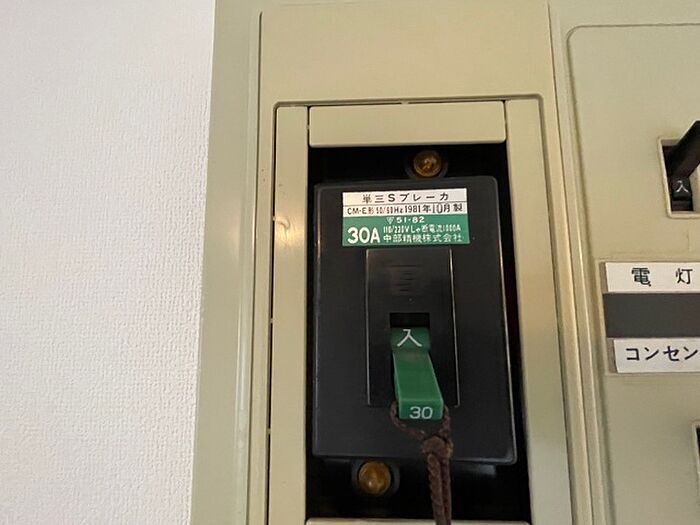 単三Sブレーカ
CM-E形 50/60Hz 1981年10月製
51-82
30A 110/220V しゃ断電流1000A
中部精機株式会社
入
30
入
電灯
コンセン